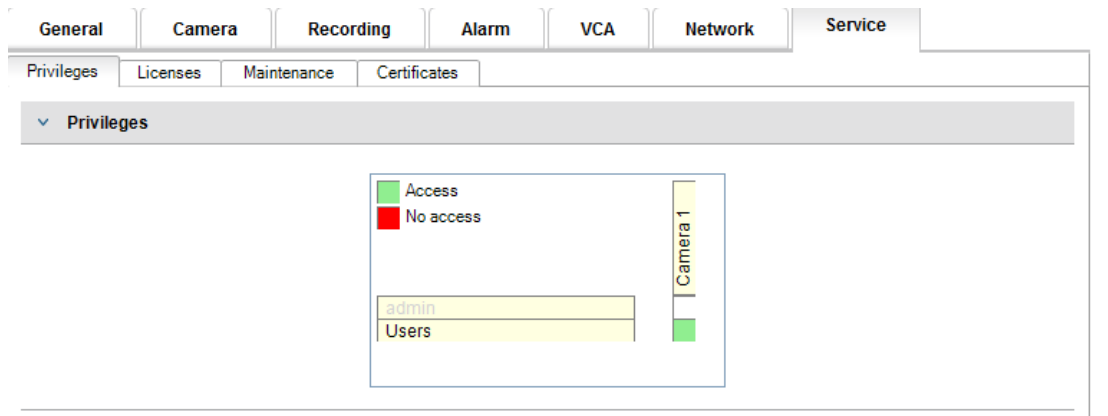 General Camera Recording Alarm VCA Network Service
Privileges Licenses Maintenance Certificates
Privileges
Access
No access
Camera 1
admin
Users